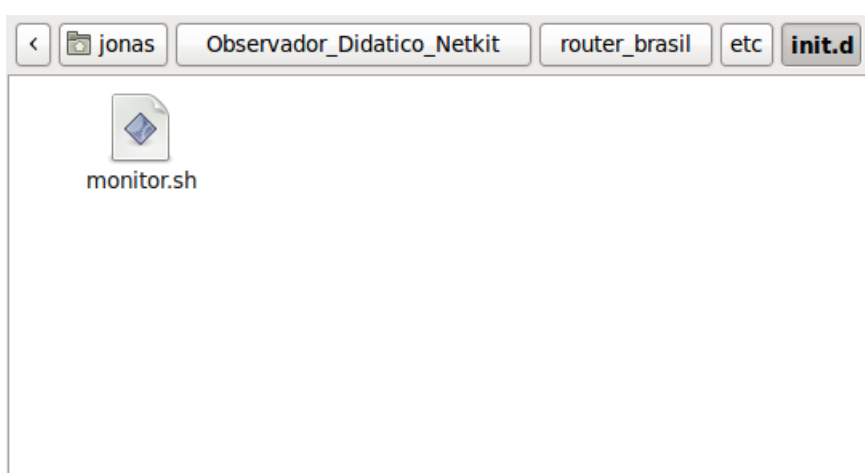 jonas Observador_Didatico_Netkit router_brasil etc init.d
monitor.sh